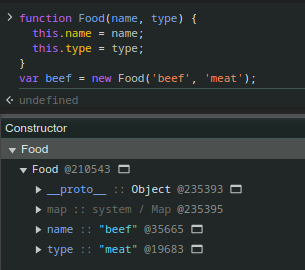 function Food(name, type) {
this.name = name;
this.type = type;
}
var beef = new Food('beef', 'meat');
undefined
Constructor
Food
Food @210543
__proto__ :: Object @235393
map :: system / Map @235395
name :: "beef" @35665
type :: "meat" @19683